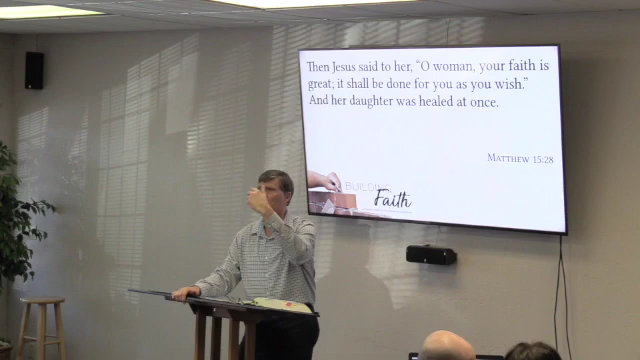 Then Jesus said to her, “O woman, your faith is
great; it shall be done for you as you wish.”
And her daughter was healed at once.
Matthew 15:28
BUILDING
Faith